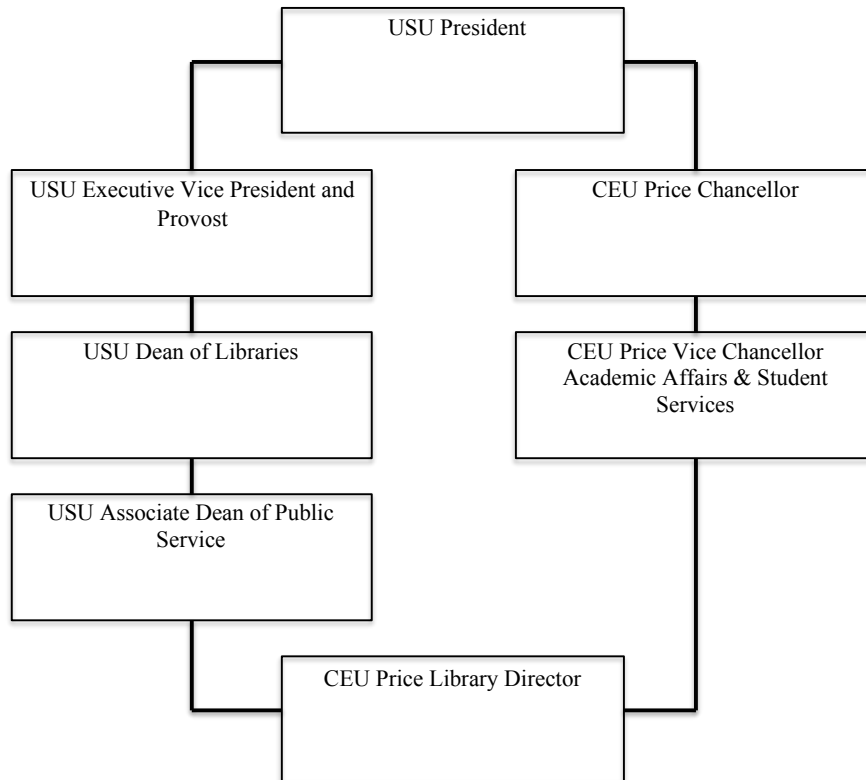 USU President
USU Executive Vice President and
Provost
CEU Price Chancellor
USU Dean of Libraries
CEU Price Vice Chancellor
Academic Affairs & Student
Services
USU Associate Dean of Public
Service
CEU Price Library Director